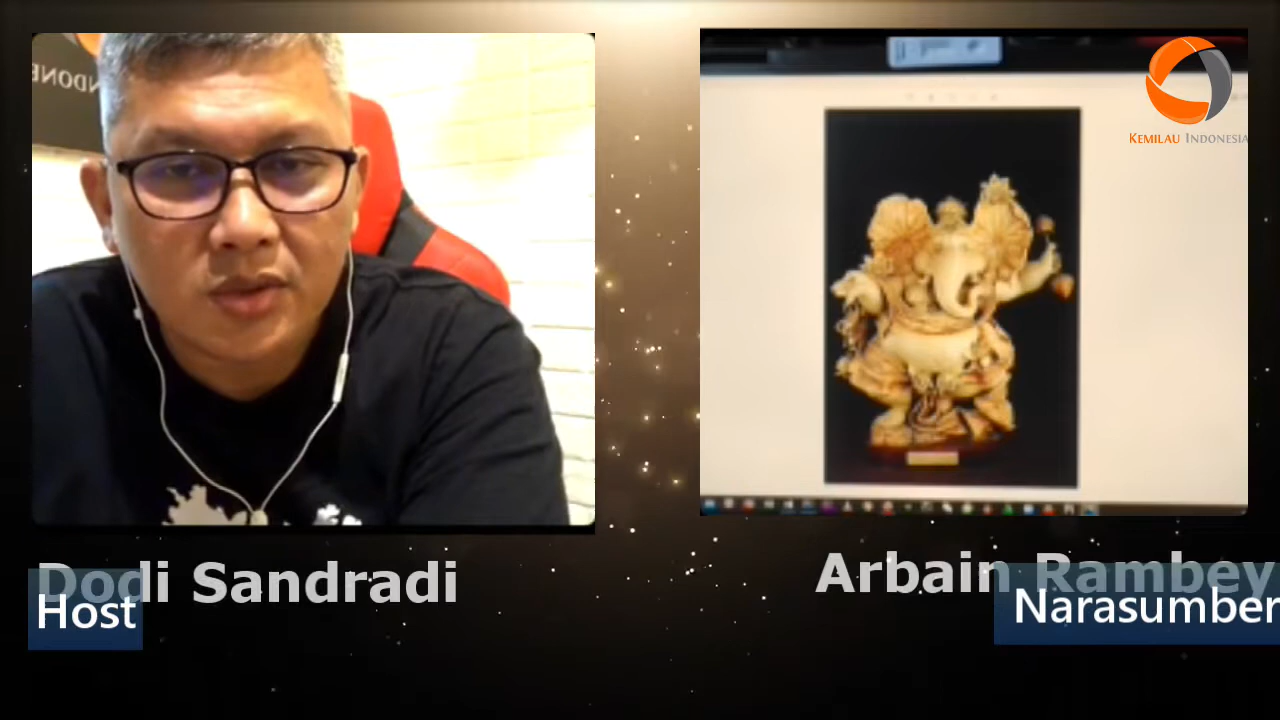 KEMILAU INDONESIA
Dodi Sandradi
Host
Arbain Rambey
Narasumber